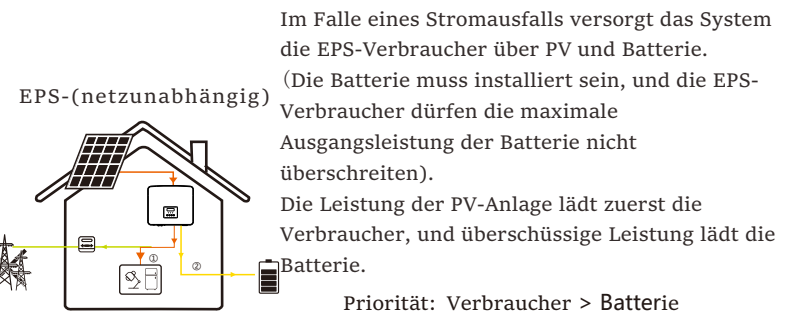 EPS-(netzunabhängig)
Im Falle eines Stromausfalls versorgt das System
die EPS-Verbraucher über PV und Batterie.
(Die Batterie muss installiert sein, und die EPS-
Verbraucher dürfen die maximale
Ausgangsleistung der Batterie nicht
überschreiten).
Die Leistung der PV-Anlage lädt zuerst die
Verbraucher, und überschüssige Leistung lädt die
Batterie.
Priorität: Verbraucher > Batterie
①
②